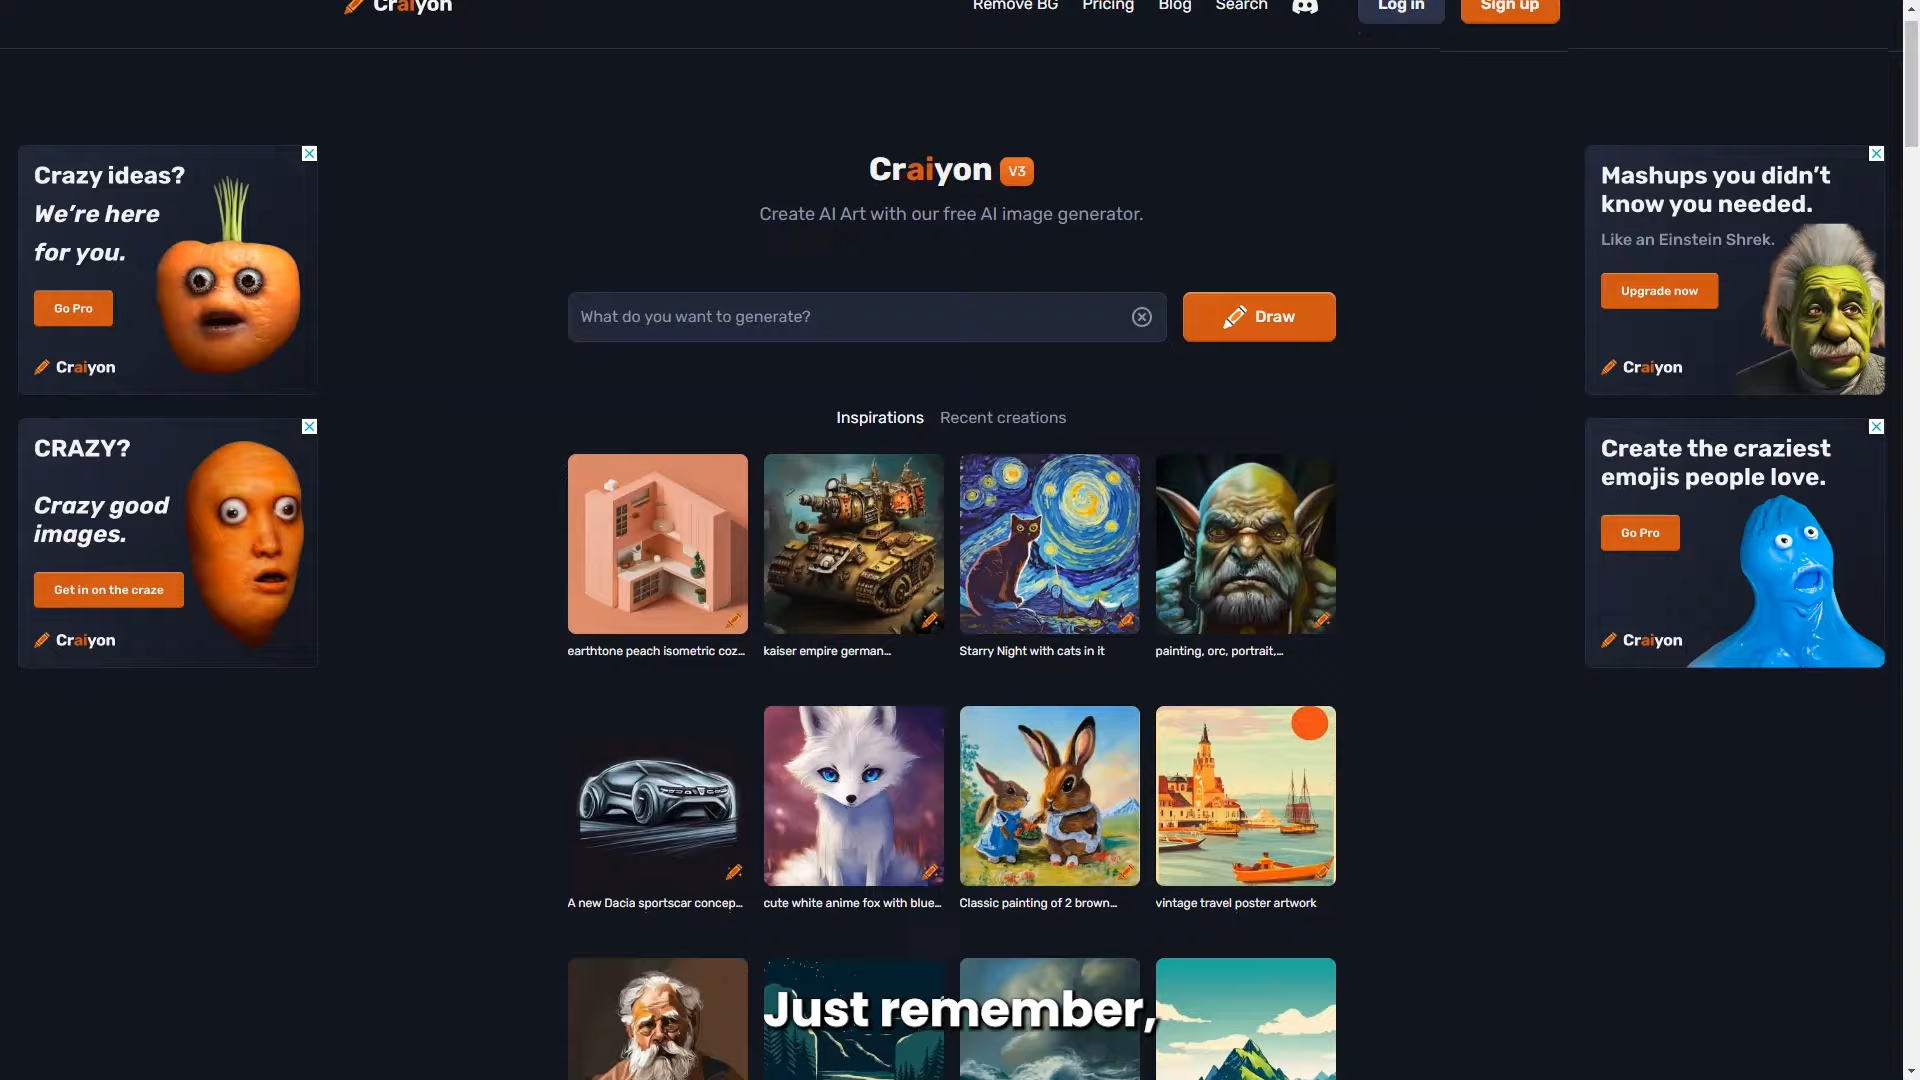 Craiyon
Remove BG
Pricing
Blog
Search
Log in
Sign up
Crazy ideas?
We're here
for you.
Go Pro
Craiyon
CRAZY?
Crazy good
images.
Get in on the craze
Craiyon
Craiyon V3
Create AI Art with our free AI image generator.
What do you want to generate?
Draw
Inspirations
Recent creations
earthtone peach isometric coz...
kaiser empire german...
Starry Night with cats in it
painting, orc, portrait,...
A new Dacia sportscar concep...
cute white anime fox with blue...
Classic painting of 2 brown...
vintage travel poster artwork
Just remember,
Mashups you didn't
know you needed.
Like an Einstein Shrek.
Upgrade now
Craiyon
Create the craziest
emojis people love.
Go Pro
Craiyon